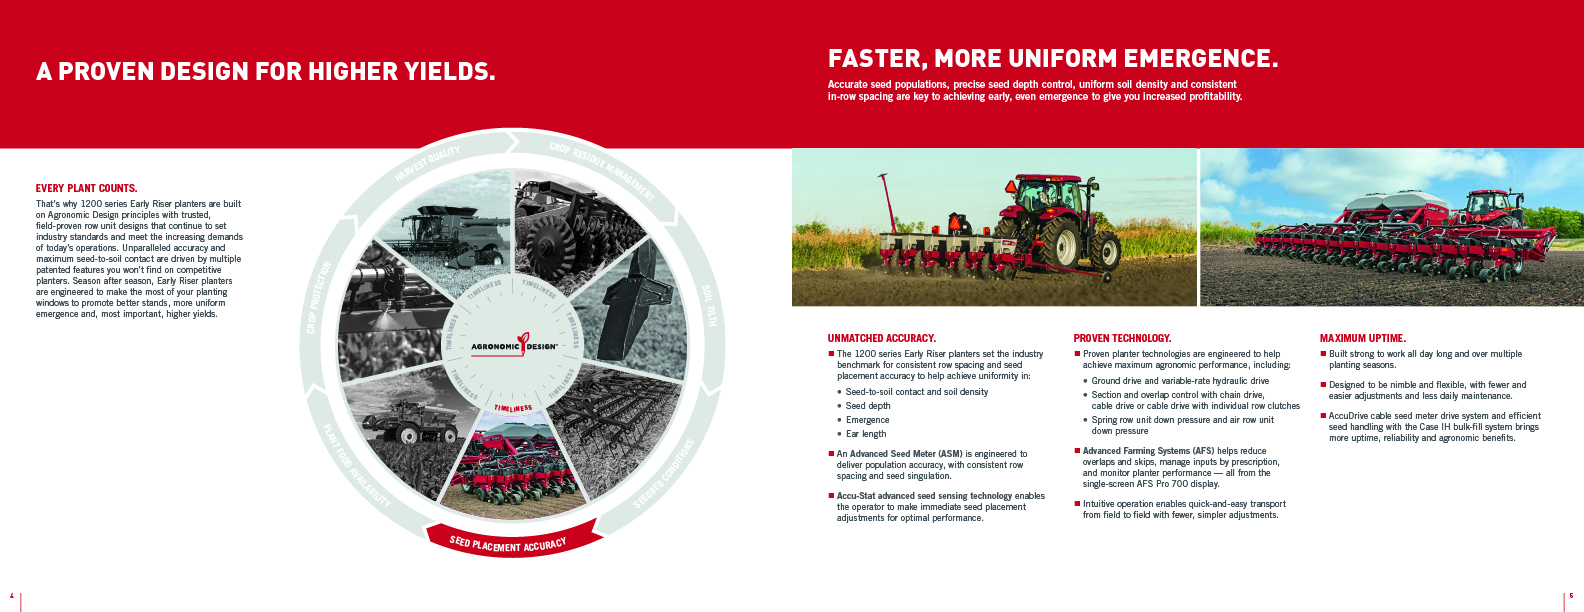 A PROVEN DESIGN FOR HIGHER YIELDS.
EVERY PLANT COUNTS.
That's why 1200 series Early Riser planters are built
on Agronomic Design principles with trusted,
field-proven row unit designs that continue to set
industry standards and meet the increasing demands
of today's operations. Unparalleled accuracy and
maximum seed-to-soil contact are driven by multiple
patented features you won't find on competitive
planters. Season after season, Early Riser planters
are engineered to make the most of your planting
windows to promote better stands, more uniform
emergence and, most important, higher yields.
HARVEST QUALITY
CROP RESIDUE MANAGEMENT
SOIL TILTH
SECURED CONDITIONS
SEED PLACEMENT ACCURACY
PLANT FOOD AVAILABILITY
CROP PROTECTION
TIMELINESS
TIMELINESS
TIMELINESS
TIMELINESS
TIMELINESS
TIMELINESS
TIMELINESS
AGRONOMIC DESIGN™
4
FASTER, MORE UNIFORM EMERGENCE.
Accurate seed populations, precise seed depth control, uniform soil density and consistent
in-row spacing are key to achieving early, even emergence to give you increased profitability.
UNMATCHED ACCURACY.
The 1200 series Early Riser planters set the industry
benchmark for consistent row spacing and seed
placement accuracy to help achieve uniformity in:
• Seed-to-soil contact and soil density
• Seed depth
• Emergence
• Ear length
An Advanced Seed Meter (ASM) is engineered to
deliver population accuracy, with consistent row
spacing and seed singulation.
Accu-Stat advanced seed sensing technology enables
the operator to make immediate seed placement
adjustments for optimal performance.
PROVEN TECHNOLOGY.
Proven planter technologies are engineered to help
achieve maximum agronomic performance, including:
• Ground drive and variable-rate hydraulic drive
• Section and overlap control with chain drive,
cable drive or cable drive with individual row clutches
• Spring row unit down pressure and air row unit
down pressure
Advanced Farming Systems (AFS) helps reduce
overlaps and skips, manage inputs by prescription,
and monitor planter performance — all from the
single-screen AFS Pro 700 display.
Intuitive operation enables quick-and-easy transport
from field to field with fewer, simpler adjustments.
MAXIMUM UPTIME.
Built strong to work all day long and over multiple
planting seasons.
Designed to be nimble and flexible, with fewer and
easier adjustments and less daily maintenance.
AccuDrive cable seed meter drive system and efficient
seed handling with the Case IH bulk-fill system brings
more uptime, reliability and agronomic benefits.
5